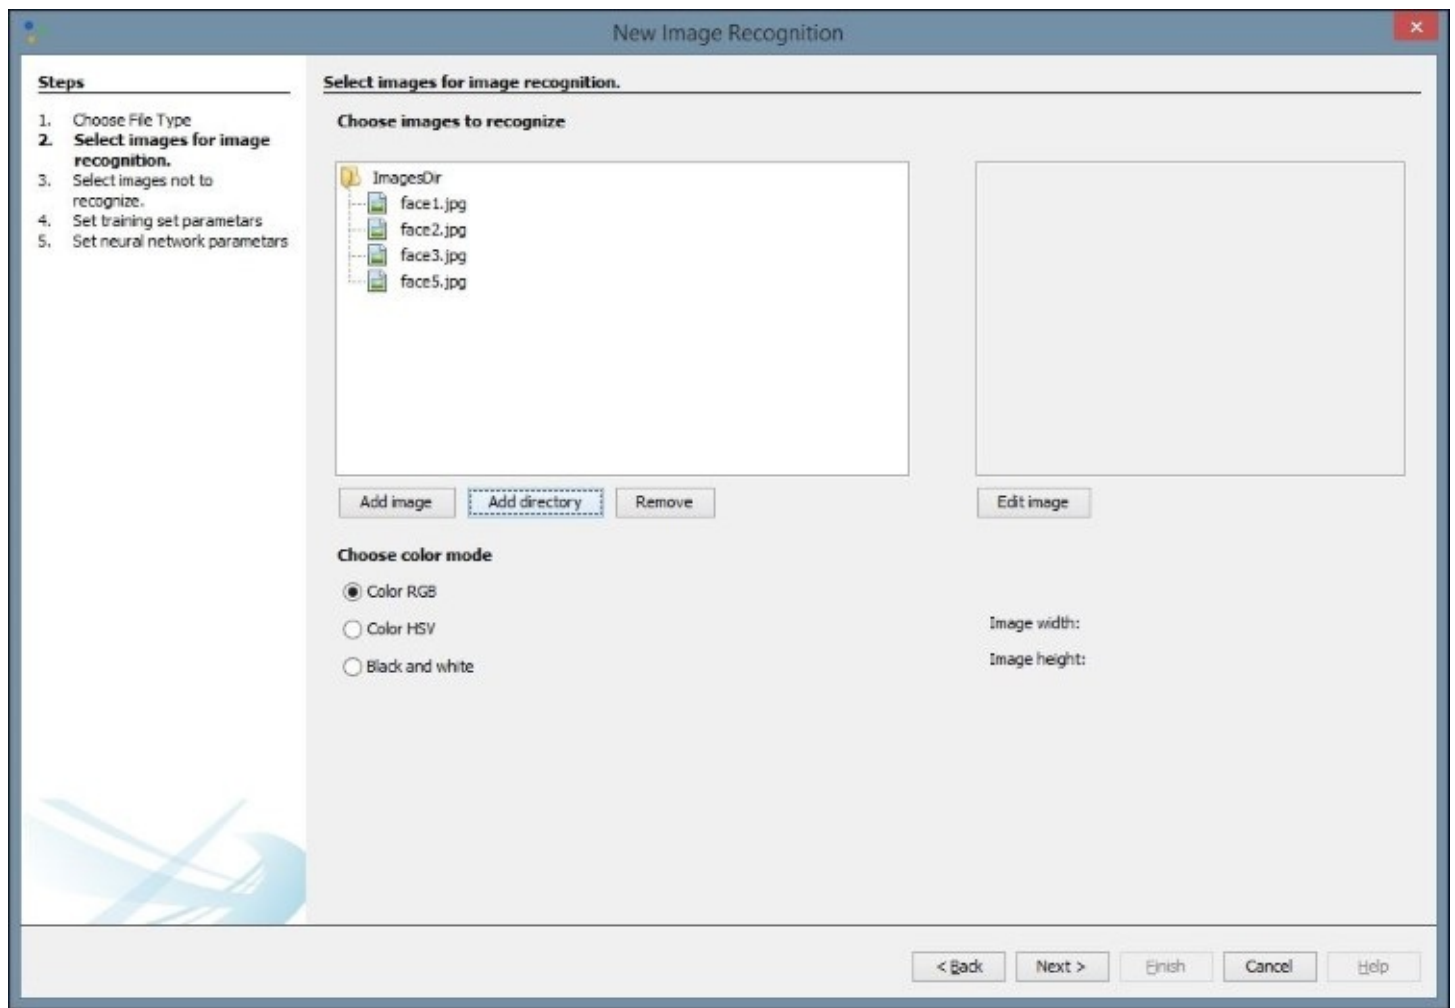 New Image Recognition
Steps
1. Choose File Type
2. Select images for image
recognition.
3. Select images not to
recognize.
4. Set training set parametars
5. Set neural network parametars
Select images for image recognition.
Choose images to recognize
ImagesDir
face1.jpg
face2.jpg
face3.jpg
face5.jpg
Add image Add directory Remove
Edit image
Choose color mode
Color RGB
Color HSV
Black and white
Image width:
Image height:
< Back Next > Finish Cancel Help